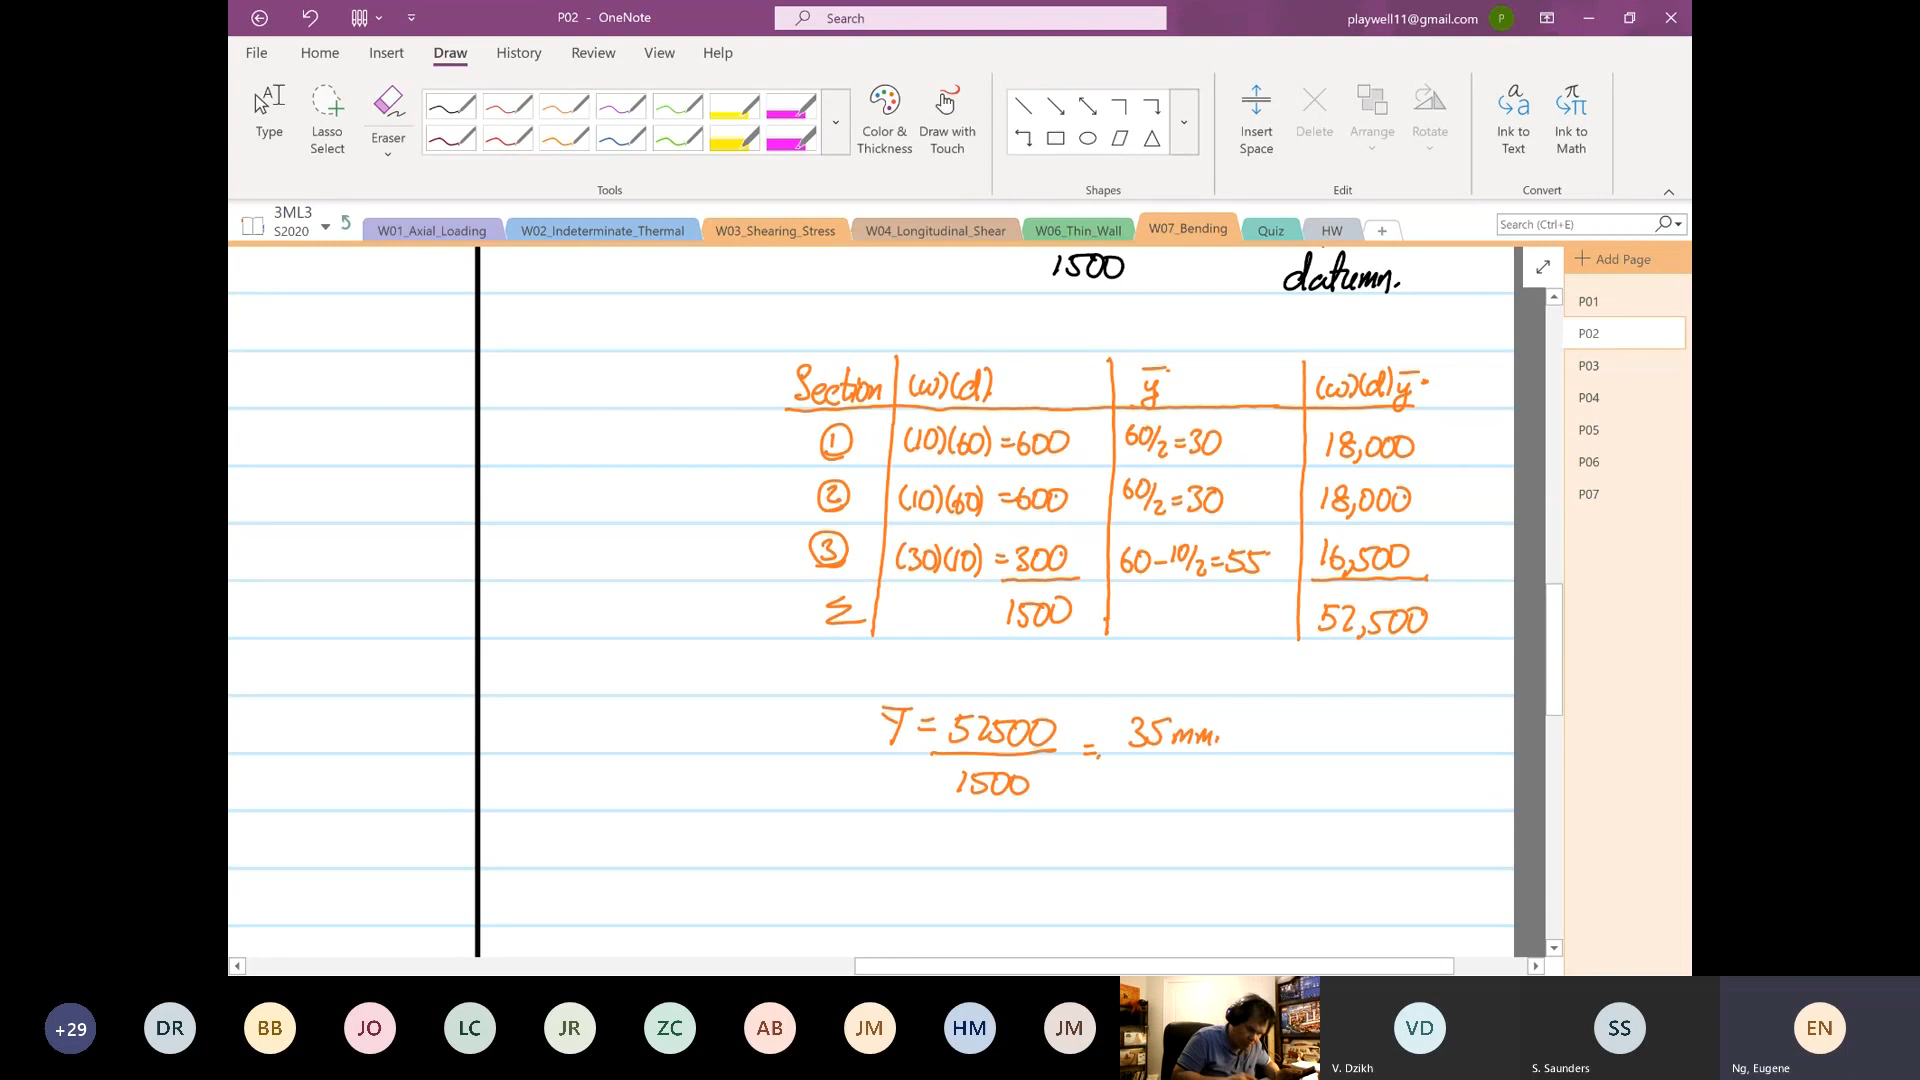 P02 - OneNote
Search
playwell11@gmail.com
P
File Home Insert Draw History Review View Help
Type
Lasso Select
Eraser
Color & Thickness
Draw with Touch
Insert Space
Delete
Arrange
Rotate
Ink to Text
Ink to Math
Tools
Shapes
Edit
Convert
3ML3
S2020
W01_Axial_Loading
W02_Indeterminate_Thermal
W03_Shearing_Stress
W04_Longitudinal_Shear
W06_Thin_Wall
W07_Bending
Quiz
HW
Search (Ctrl+E)
Add Page
P01
P02
P03
P04
P05
P06
P07
1500
datumn.
Section (w)(d) ȳ (w)(d)ȳ
① (10)(60) =600 60/2=30 18,000
② (10)(60) =600 60/2=30 18,000
③ (30)(10) =300 60-10/2=55 16,500
Σ 1500 52,500
Ȳ = 52500 = 35mm.
1500
+29 DR BB JO LC JR ZC AB JM HM JM VD SS EN
V. Dzikh
S. Saunders
Ng, Eugene